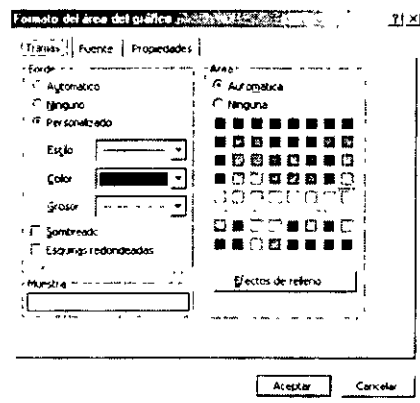 Formato del área del gráfico
Tramas Fuente Propiedades
Borde
Automático
Ninguno
Personalizado
Estilo
Color
Grosor
Sombreado
Esquinas redondeadas
Muestra
Área
Automática
Ninguna
Efectos de relleno
Aceptar Cancelar